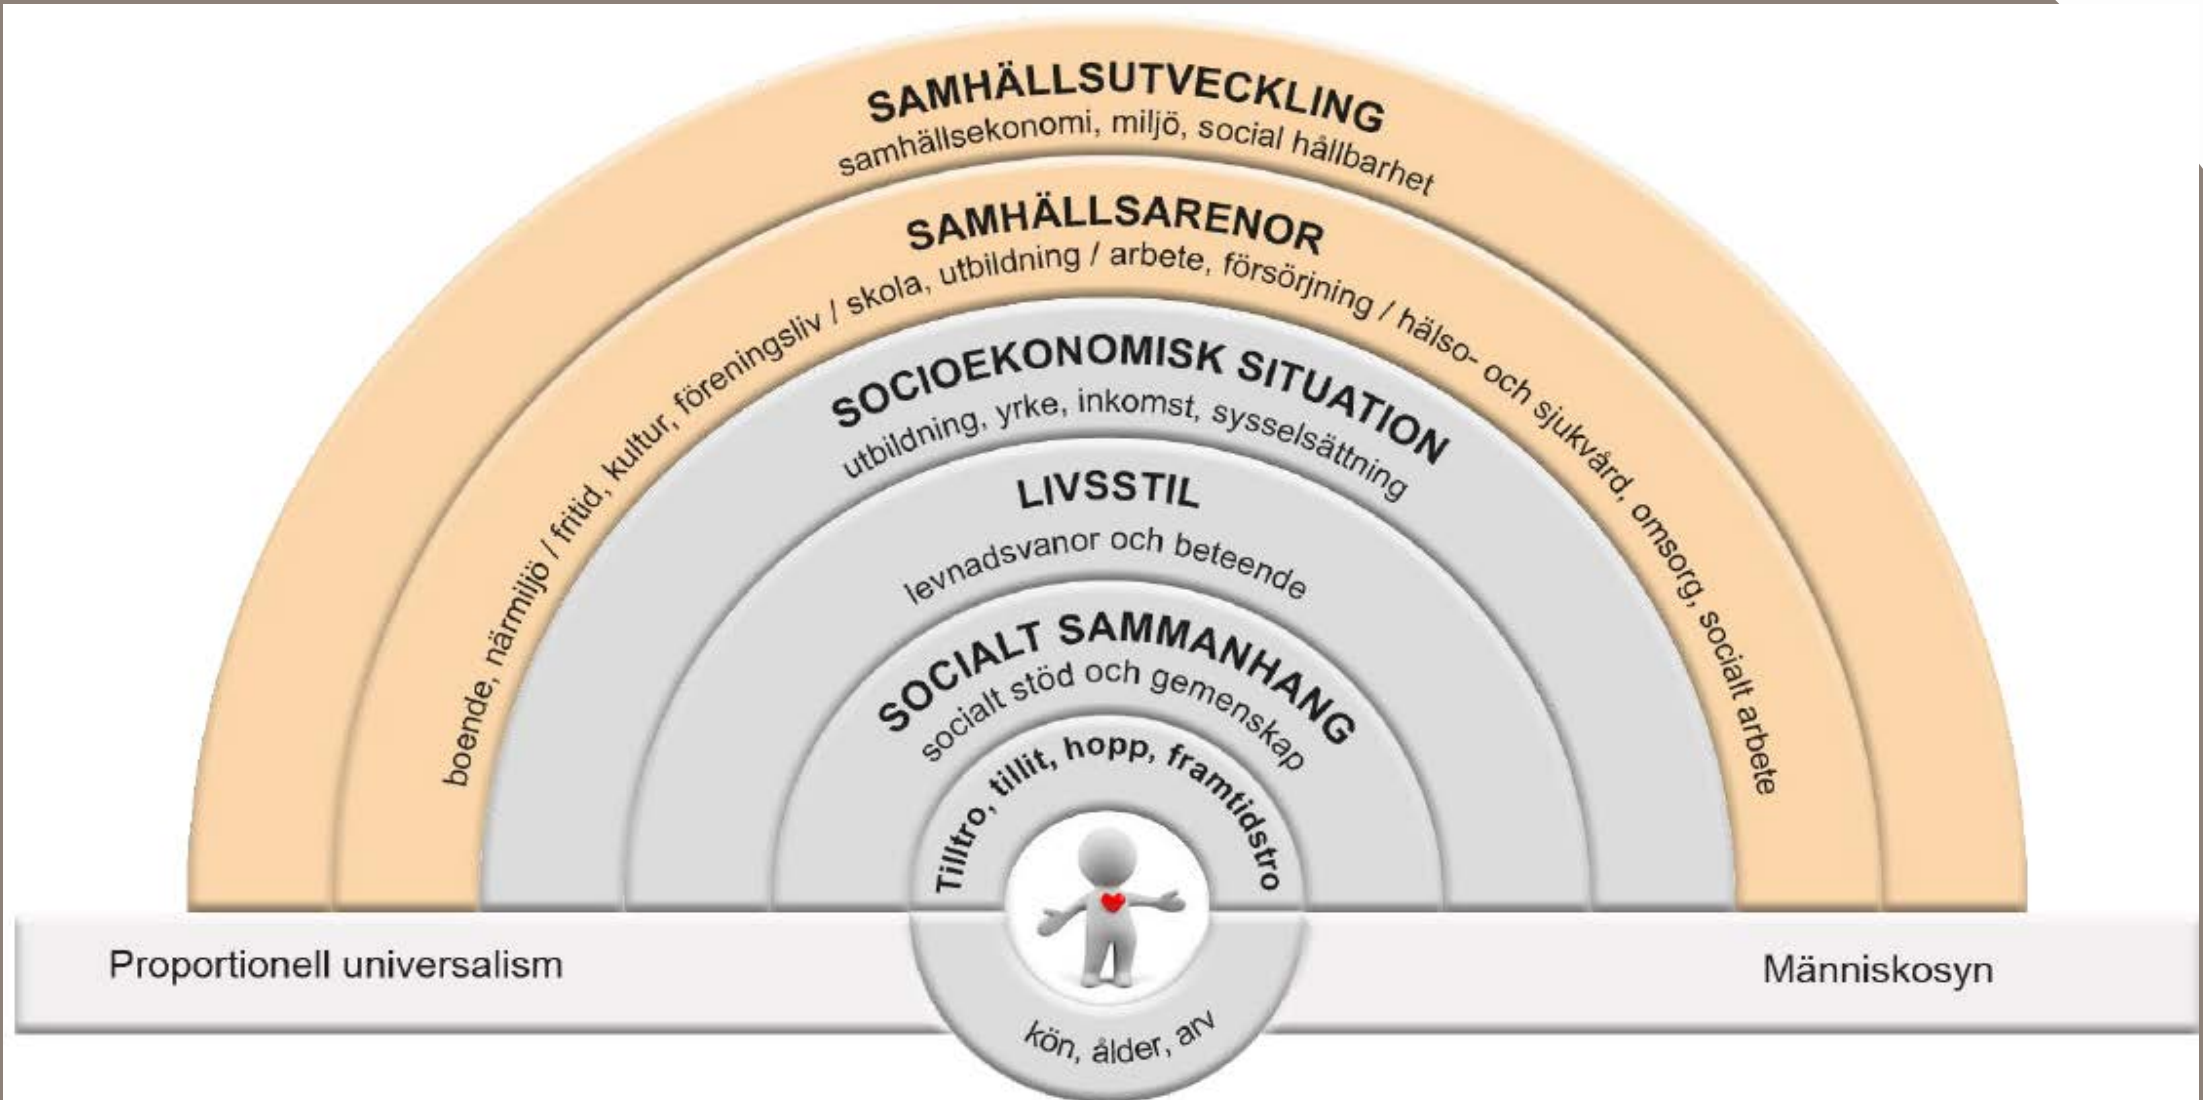 SAMHÄLLSUTVECKLING
samhällsekonomi, miljö, social hållbarhet
SAMHÄLLSARENOR
boende, närmiljö / fritid, kultur, föreningsliv / skola, utbildning / arbete, försörjning / hälso- och sjukvård, omsorg, socialt arbete
SOCIOEKONOMISK SITUATION
utbildning, yrke, inkomst, sysselsättning
LIVSSTIL
levnadsvanor och beteende
SOCIALT SAMMANHANG
socialt stöd och gemenskap
Tilltro, tillit, hopp, framtidstro
Proportionell universalism
Människosyn
kön, ålder, arv